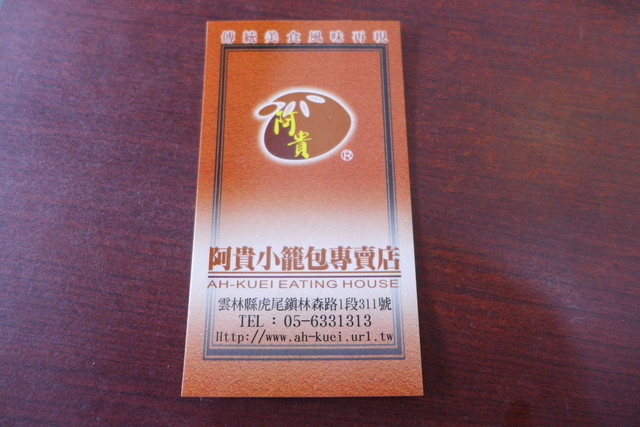 傳統美食風味再現
阿貴
®
阿貴小籠包專賣店
AH-KUEI EATING HOUSE
雲林縣虎尾鎮林森路1段311號
TEL：05-6331313
Http://www.ah-kuei.url.tw